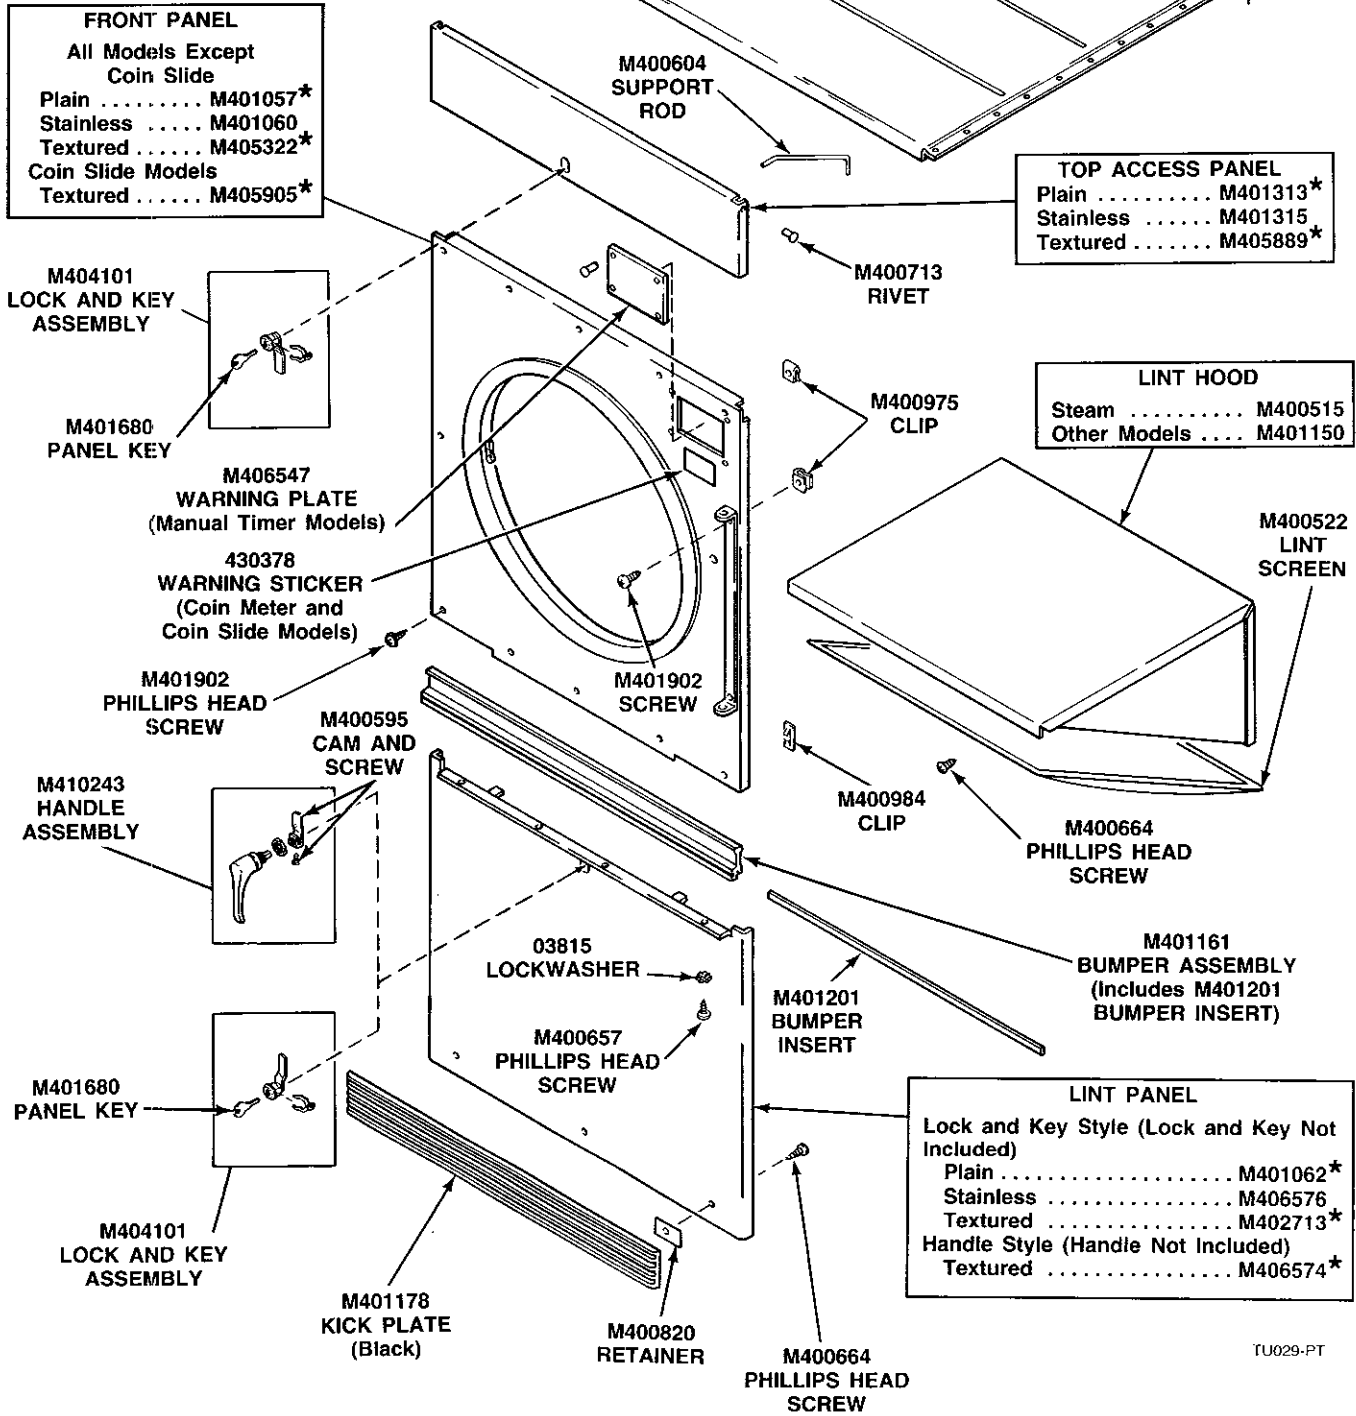 FRONT PANEL
All Models Except
Coin Slide
Plain ......... M401057*
Stainless ..... M401060
Textured ...... M405322*
Coin Slide Models
Textured ...... M405905*
M400604
SUPPORT
ROD
TOP ACCESS PANEL
Plain .......... M401313*
Stainless ...... M401315
Textured ....... M405889*
M400713
RIVET
M404101
LOCK AND KEY
ASSEMBLY
M401680
PANEL KEY
M400975
CLIP
LINT HOOD
Steam .......... M400515
Other Models .... M401150
M406547
WARNING PLATE
(Manual Timer Models)
M400522
LINT
SCREEN
430378
WARNING STICKER
(Coin Meter and
Coin Slide Models)
M401902
PHILLIPS HEAD
SCREW
M401902
SCREW
M400595
CAM AND
SCREW
M410243
HANDLE
ASSEMBLY
M400984
CLIP
M400664
PHILLIPS HEAD
SCREW
03815
LOCKWASHER
M401201
BUMPER
INSERT
M401161
BUMPER ASSEMBLY
(Includes M401201
BUMPER INSERT)
M400657
PHILLIPS HEAD
SCREW
M401680
PANEL KEY
LINT PANEL
Lock and Key Style (Lock and Key Not
Included)
Plain ..................... M401062*
Stainless ................. M406576
Textured .................. M402713*
Handle Style (Handle Not Included)
Textured .................. M406574*
M404101
LOCK AND KEY
ASSEMBLY
M401178
KICK PLATE
(Black)
M400820
RETAINER
M400664
PHILLIPS HEAD
SCREW
TU029-PT